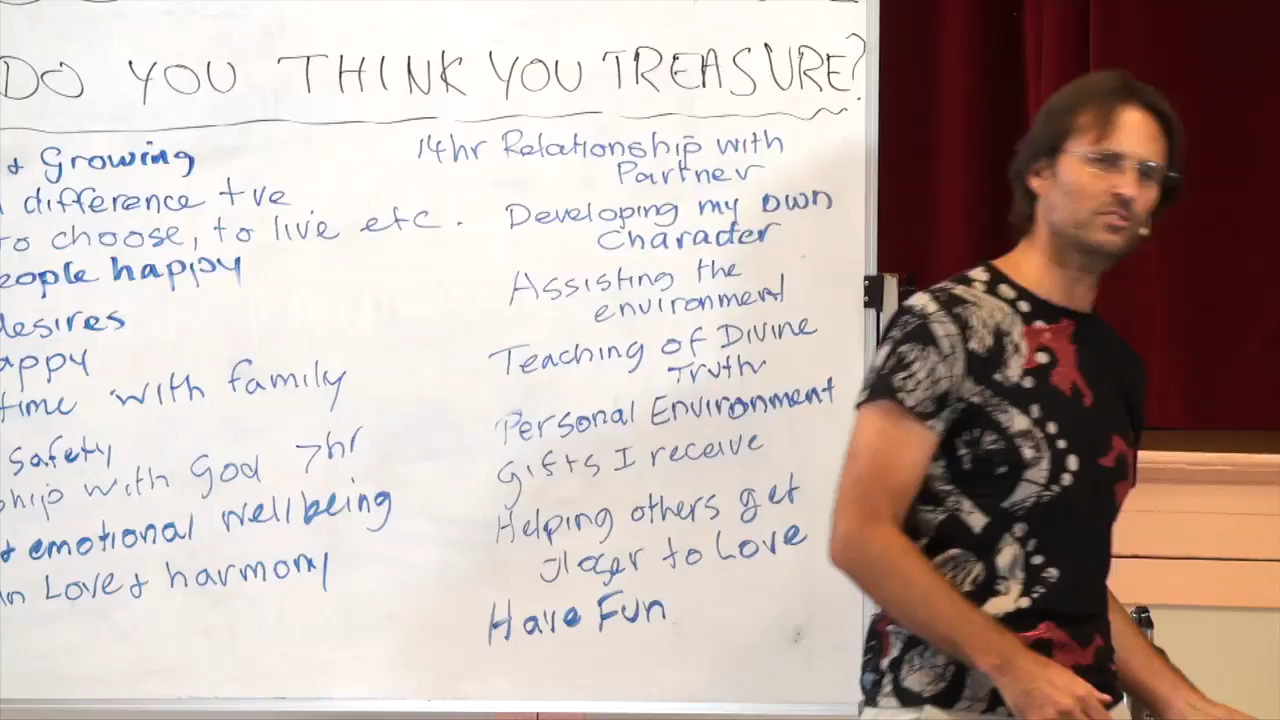 DO YOU THINK YOU TREASURE?
& Growing
difference +ve
to choose, to live etc.
eople happy
desires
appy
time with family
safety
ship with God 7hr
& emotional wellbeing
in Love & harmony
14hr Relationship with
Partner
Developing my own
Character
Assisting the
environment
Teaching of Divine
Truth
Personal Environment
Gifts I receive
Helping others get
closer to Love
Have Fun